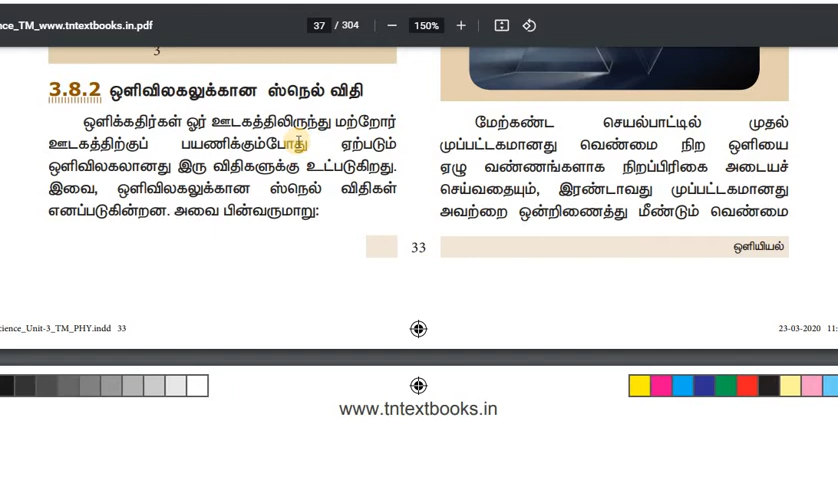 nce_TM_www.tntextbooks.in.pdf
37 / 304
150%
3
3.8.2 ஒளிவிலகலுக்கான ஸ்நெல் விதி
ஒளிக்கதிர்கள் ஓர் ஊடகத்திலிருந்து மற்றோர்
ஊடகத்திற்குப் பயணிக்கும்போது ஏற்படும்
ஒளிவிலகலானது இரு விதிகளுக்கு உட்படுகிறது.
இவை, ஒளிவிலகலுக்கான ஸ்நெல் விதிகள்
எனப்படுகின்றன. அவை பின்வருமாறு:
மேற்கண்ட செயல்பாட்டில் முதல்
முப்பட்டகமானது வெண்மை நிற ஒளியை
ஏழு வண்ணங்களாக நிறப்பிரிகை அடையச்
செய்வதையும், இரண்டாவது முப்பட்டகமானது
அவற்றை ஒன்றிணைத்து மீண்டும் வெண்மை
33
ஒளியியல்
cience_Unit-3_TM_PHY.indd 33
23-03-2020 11:
www.tntextbooks.in